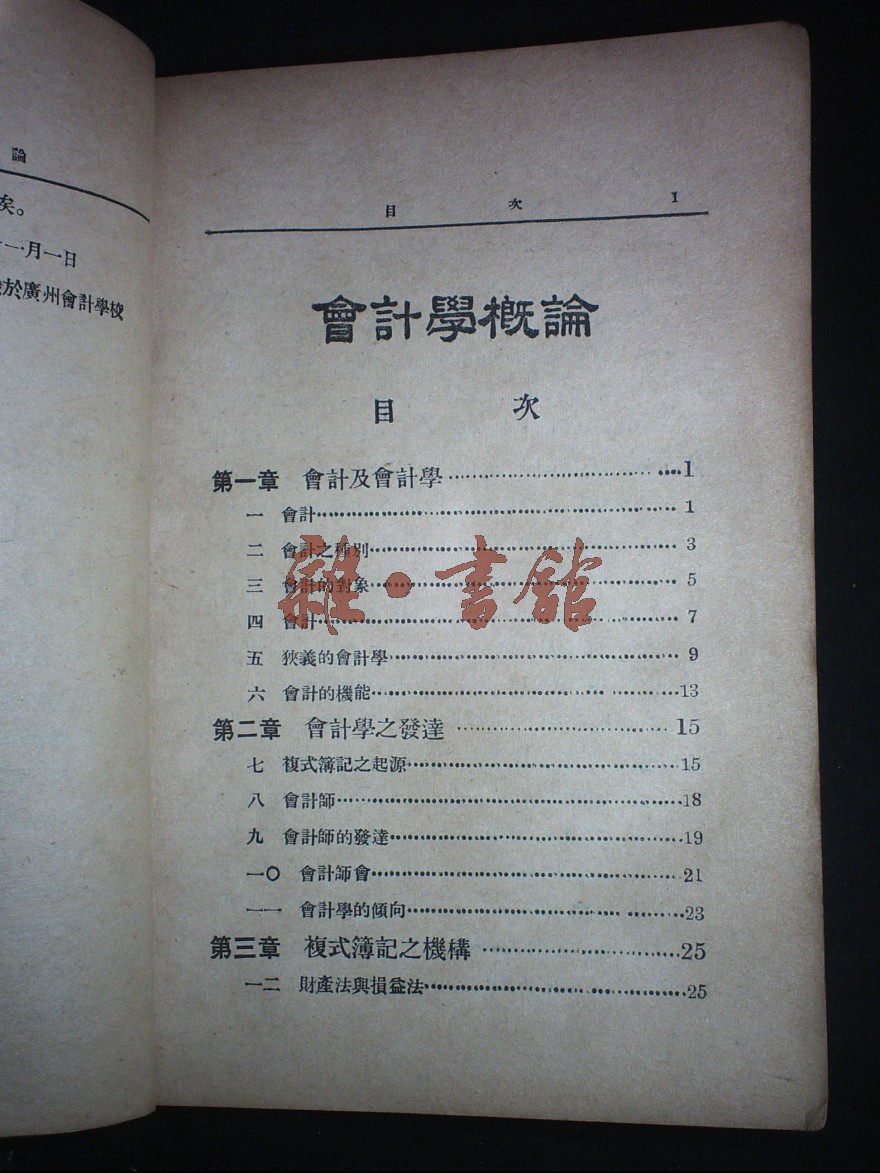 論
矣。
一月一日
於廣州會計學校
目 次 1
會計學概論
目 次
第一章 會計及會計學 1
一 會計 1
二 會計之種別 3
三 會計的對象 5
四 會計 7
五 狹義的會計學 9
六 會計的機能 13
第二章 會計學之發達 15
七 複式簿記之起源 15
八 會計師 18
九 會計師的發達 19
一〇 會計師會 21
一一 會計學的傾向 23
第三章 複式簿記之機構 25
一二 財產法與損益法 25
雜·書館